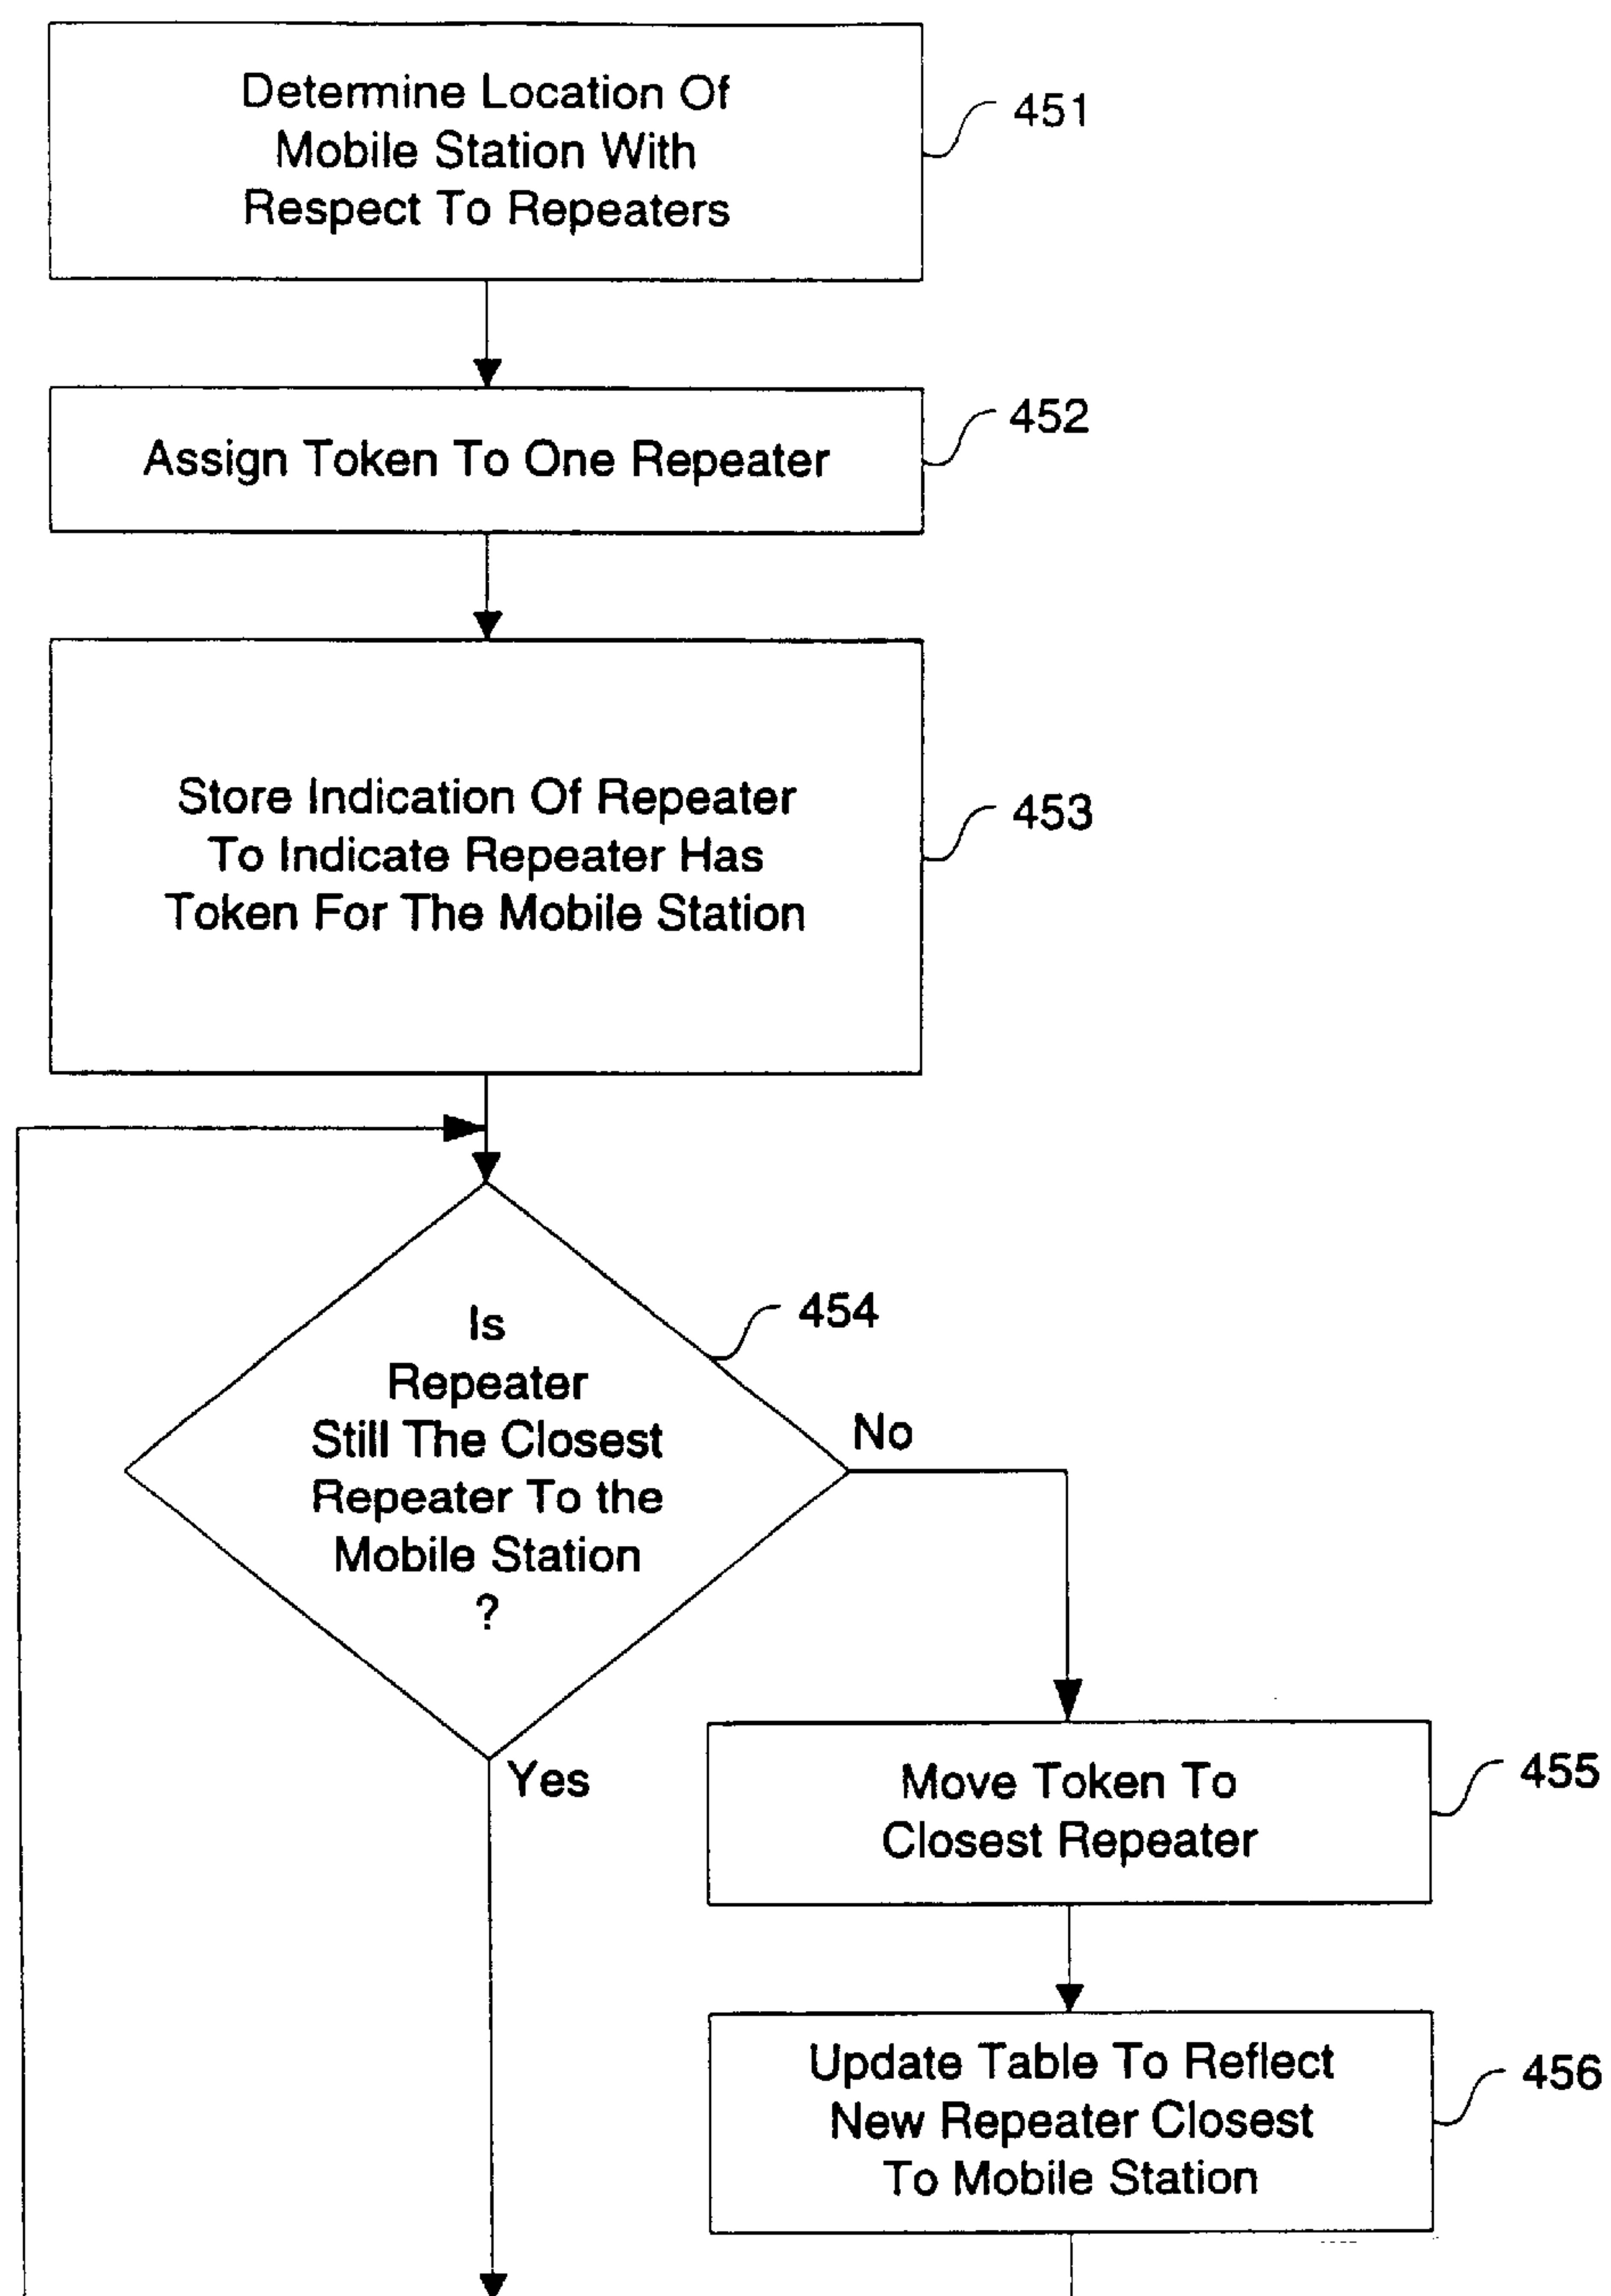 Determine Location Of
Mobile Station With
Respect To Repeaters
451
Assign Token To One Repeater
452
Store Indication Of Repeater
To Indicate Repeater Has
Token For The Mobile Station
453
Is
Repeater
Still The Closest
Repeater To the
Mobile Station
?
454
No
Yes
Move Token To
Closest Repeater
455
Update Table To Reflect
New Repeater Closest
To Mobile Station
456